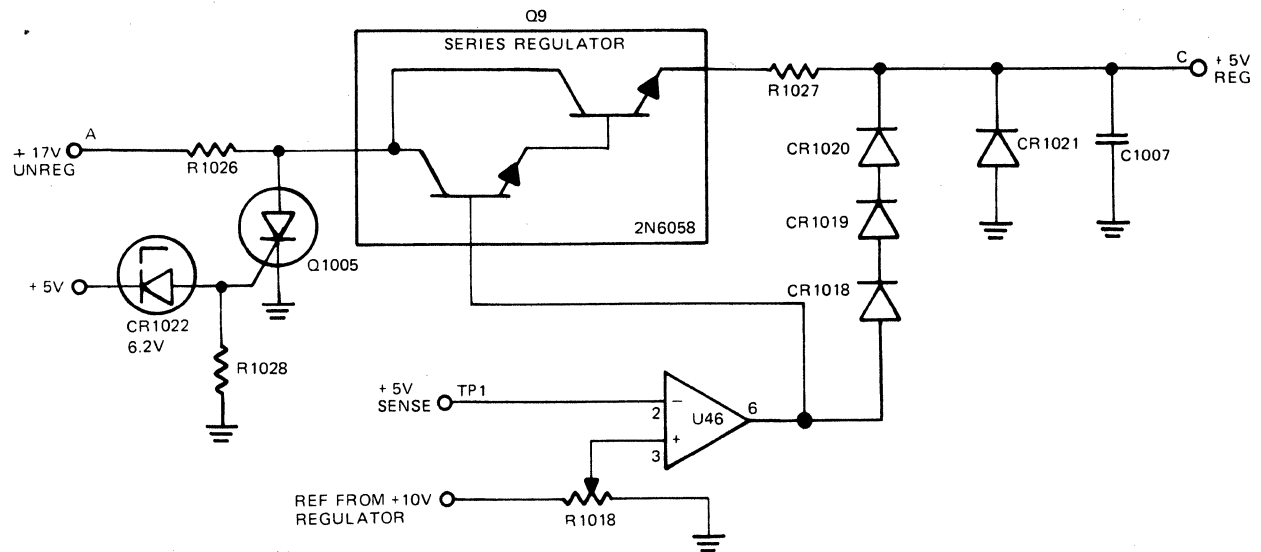 Q9
SERIES REGULATOR
C
+ 5V
REG
R1027
A
+ 17V
UNREG
R1026
CR1020
CR1021
C1007
CR1019
2N6058
Q1005
+ 5V
CR1018
CR1022
6.2V
R1028
+ 5V
SENSE
TP1
2
−
U46
6
+
3
REF FROM +10V
REGULATOR
R1018